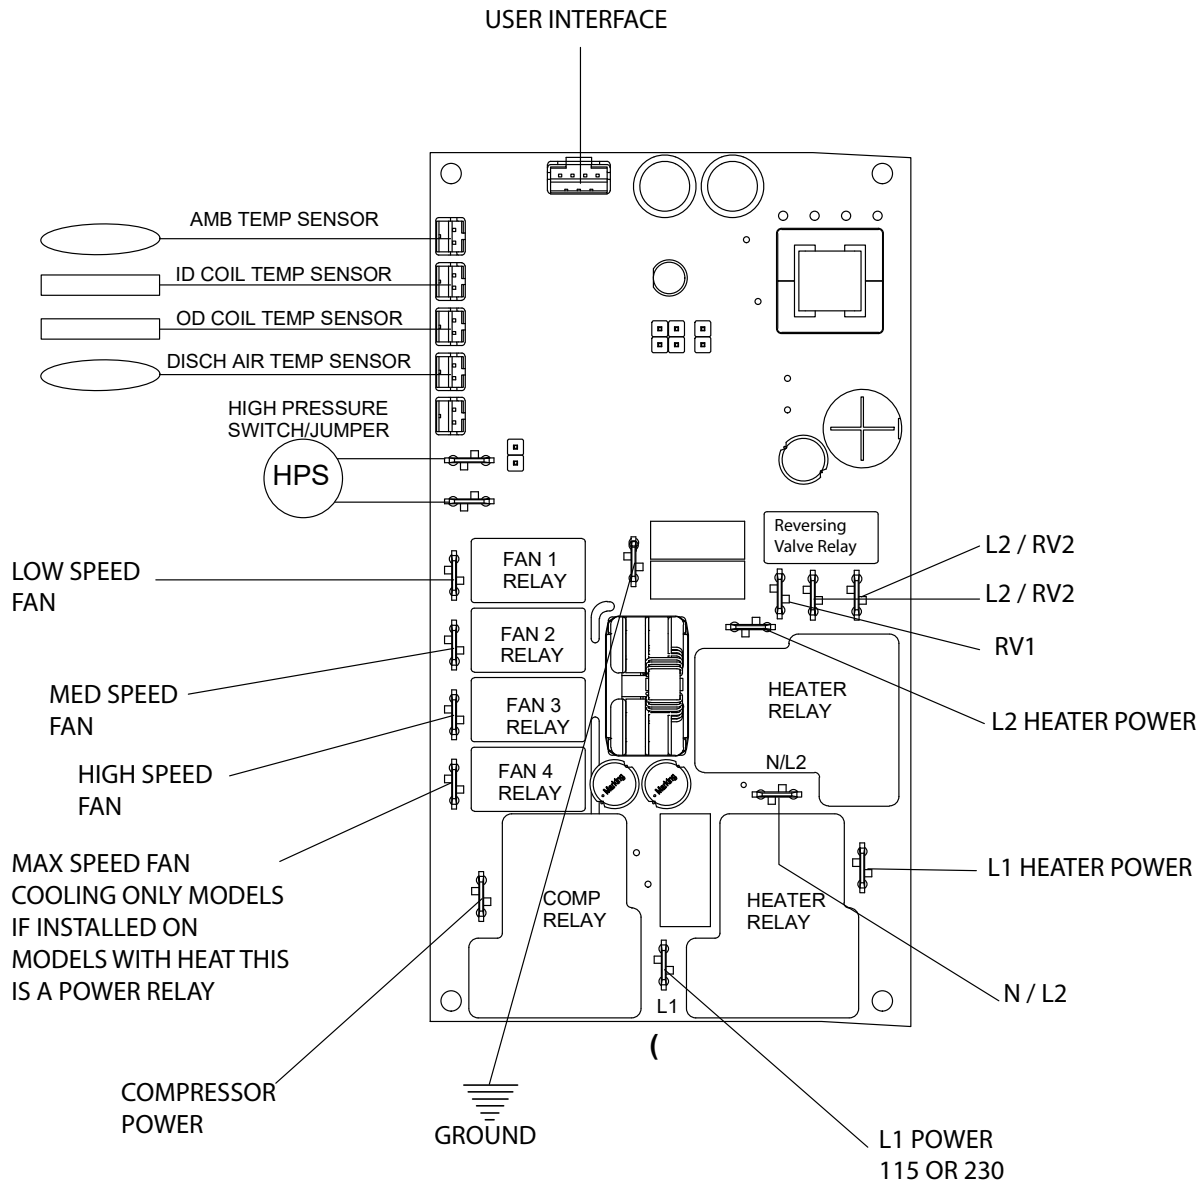 USER INTERFACE
AMB TEMP SENSOR
ID COIL TEMP SENSOR
OD COIL TEMP SENSOR
DISCH AIR TEMP SENSOR
HIGH PRESSURE
SWITCH/JUMPER
HPS
Reversing
Valve Relay
L2 / RV2
L2 / RV2
RV1
LOW SPEED
FAN
FAN 1
RELAY
FAN 2
RELAY
MED SPEED
FAN
FAN 3
RELAY
HEATER
RELAY
L2 HEATER POWER
HIGH SPEED
FAN
FAN 4
RELAY
Marking
Marking
N/L2
MAX SPEED FAN
COOLING ONLY MODELS
IF INSTALLED ON
MODELS WITH HEAT THIS
IS A POWER RELAY
COMP
RELAY
HEATER
RELAY
L1 HEATER POWER
N / L2
L1
(
COMPRESSOR
POWER
GROUND
L1 POWER
115 OR 230